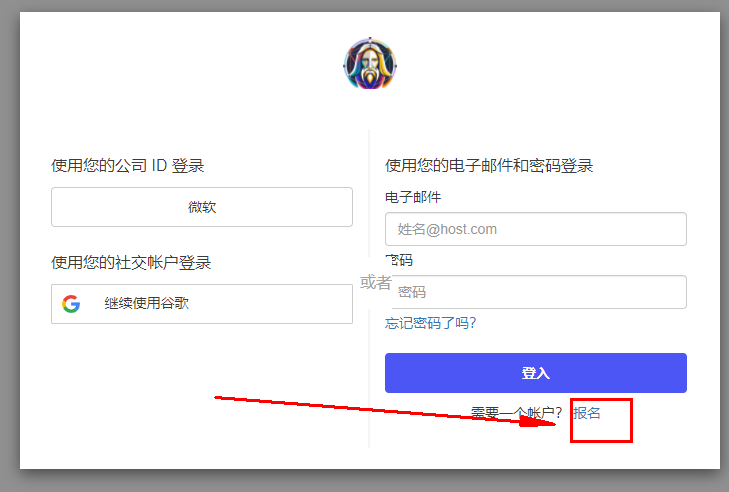 使用您的公司 ID 登录
微软
使用您的社交帐户登录
继续使用谷歌
或者
使用您的电子邮件和密码登录
电子邮件
姓名@host.com
密码
密码
忘记密码了吗?
登入
需要一个帐户? 报名